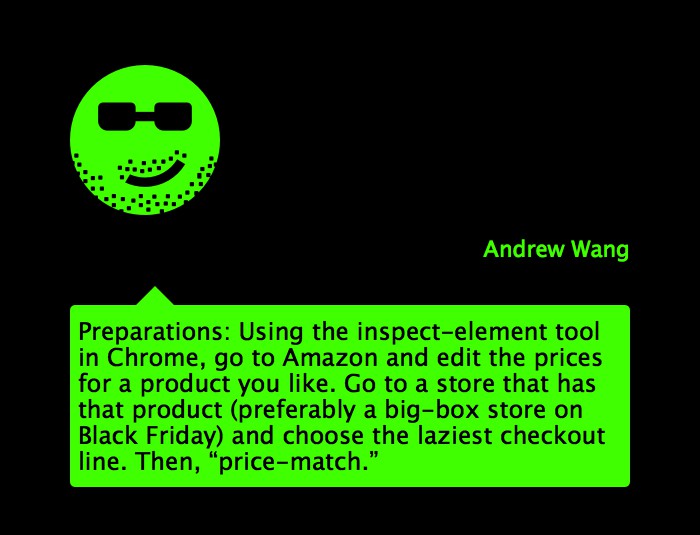 Andrew Wang
Preparations: Using the inspect-element tool
in Chrome, go to Amazon and edit the prices
for a product you like. Go to a store that has
that product (preferably a big-box store on
Black Friday) and choose the laziest checkout
line. Then, “price-match.”